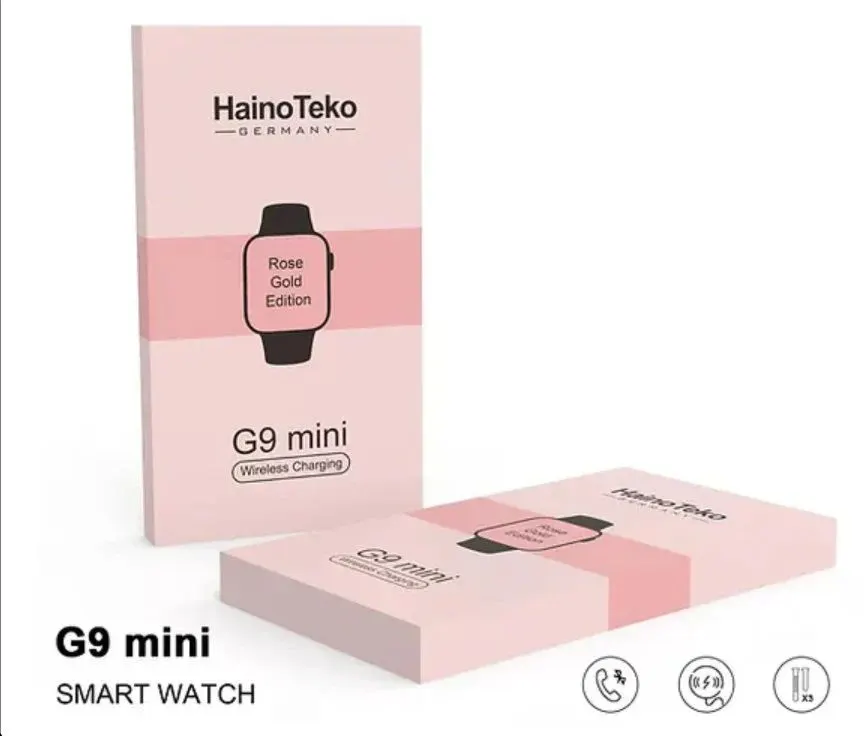 HainoTeko
GERMANY
Rose
Gold
Edition
G9 mini
Wireless Charging
HainoTeko
GERMANY
Rose
Gold
Edition
G9 mini
Wireless Charging
G9 mini
SMART WATCH
X3